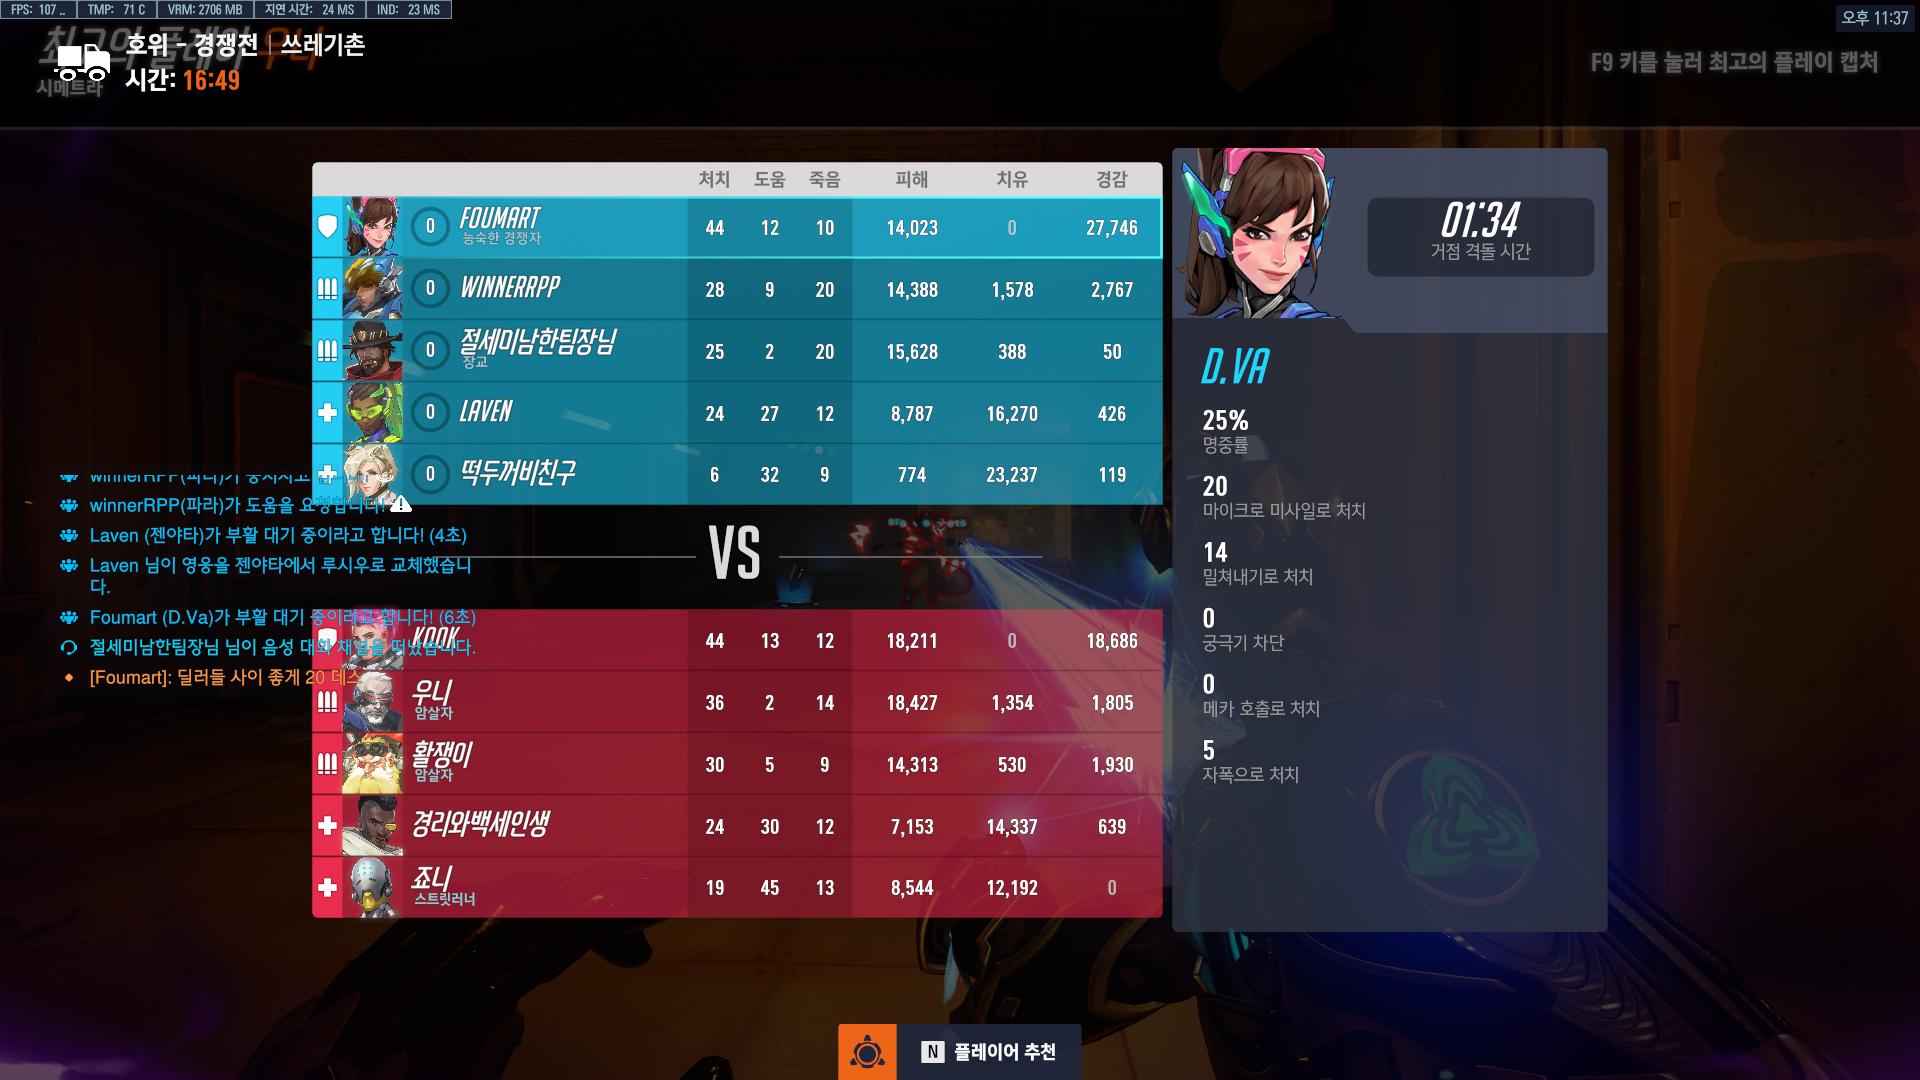 FPS: 107 .. TMP: 71 C VRM: 2706 MB 지연 시간: 24 MS IND: 23 MS
오후 11:37
최고의 플레이 우니
시메트라
호위 - 경쟁전 | 쓰레기촌
시간: 16:49
F9 키를 눌러 최고의 플레이 캡처
처치 도움 죽음 피해 치유 경감
0 FOUMART 44 12 10 14,023 0 27,746
능숙한 경쟁자
0 WINNERRPP 28 9 20 14,388 1,578 2,767
0 절세미남한팀장님 25 2 20 15,628 388 50
장교
0 LAVEN 24 27 12 8,787 16,270 426
0 떡두꺼비친구 6 32 9 774 23,237 119
winnerRPP(파라)가
winnerRPP(파라)가 도움을 요청합니다!
Laven (젠야타)가 부활 대기 중이라고 합니다! (4초)
Laven 님이 영웅을 젠야타에서 루시우로 교체했습니
다.
Foumart (D.Va)가 부활 대기 중이라고 합니다! (6초)
절세미남한팀장님 님이 음성 대화 채널을 떠났습니다.
[Foumart]: 딜러들 사이 좋게 20 데스
VS
KOOK 44 13 12 18,211 0 18,686
우니 36 2 14 18,427 1,354 1,805
암살자
활쟁이 30 5 9 14,313 530 1,930
암살자
경리와백세인생 24 30 12 7,153 14,337 639
죠니 19 45 13 8,544 12,192 0
스트릿러너
01:34
거점 격돌 시간
D.VA
25%
명중률
20
마이크로 미사일로 처치
14
밀쳐내기로 처치
0
궁극기 차단
0
메카 호출로 처치
5
자폭으로 처치
N 플레이어 추천